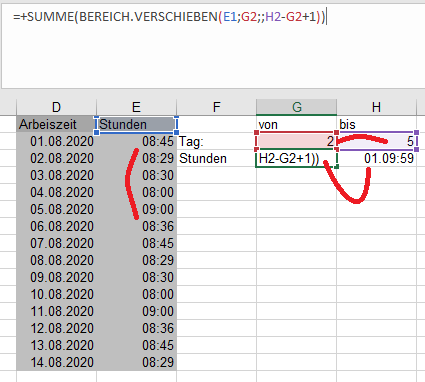 =+SUMME(BEREICH.VERSCHIEBEN(E1;G2;;H2-G2+1))
D E F G H
Arbeiszeit Stunden von bis
01.08.2020 08:45 Tag: 2 5
02.08.2020 08:29 Stunden H2-G2+1)) 01.09:59
03.08.2020 08:30
04.08.2020 08:00
05.08.2020 09:00
06.08.2020 08:36
07.08.2020 08:45
08.08.2020 08:29
09.08.2020 08:30
10.08.2020 08:00
11.08.2020 09:00
12.08.2020 08:36
13.08.2020 08:45
14.08.2020 08:29